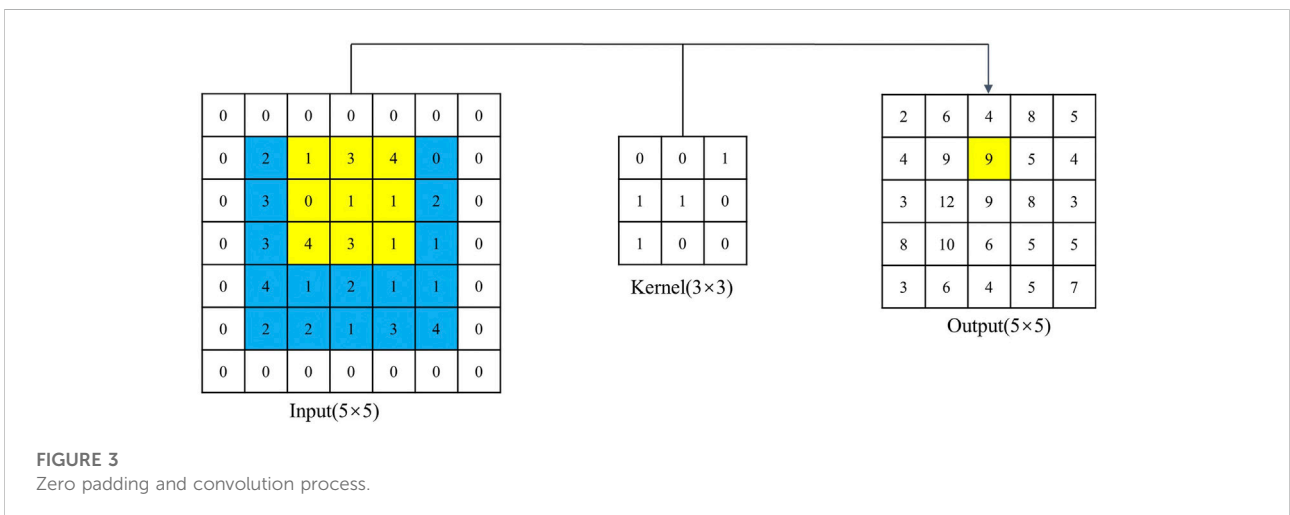 0 0 0 0 0 0 0
0 2 1 3 4 0 0
0 3 0 1 1 2 0
0 3 4 3 1 1 0
0 4 1 2 1 1 0
0 2 2 1 3 4 0
0 0 0 0 0 0 0
Input(5×5)
0 0 1
1 1 0
1 0 0
Kernel(3×3)
2 6 4 8 5
4 9 9 5 4
3 12 9 8 3
8 10 6 5 5
3 6 4 5 7
Output(5×5)
FIGURE 3
Zero padding and convolution process.